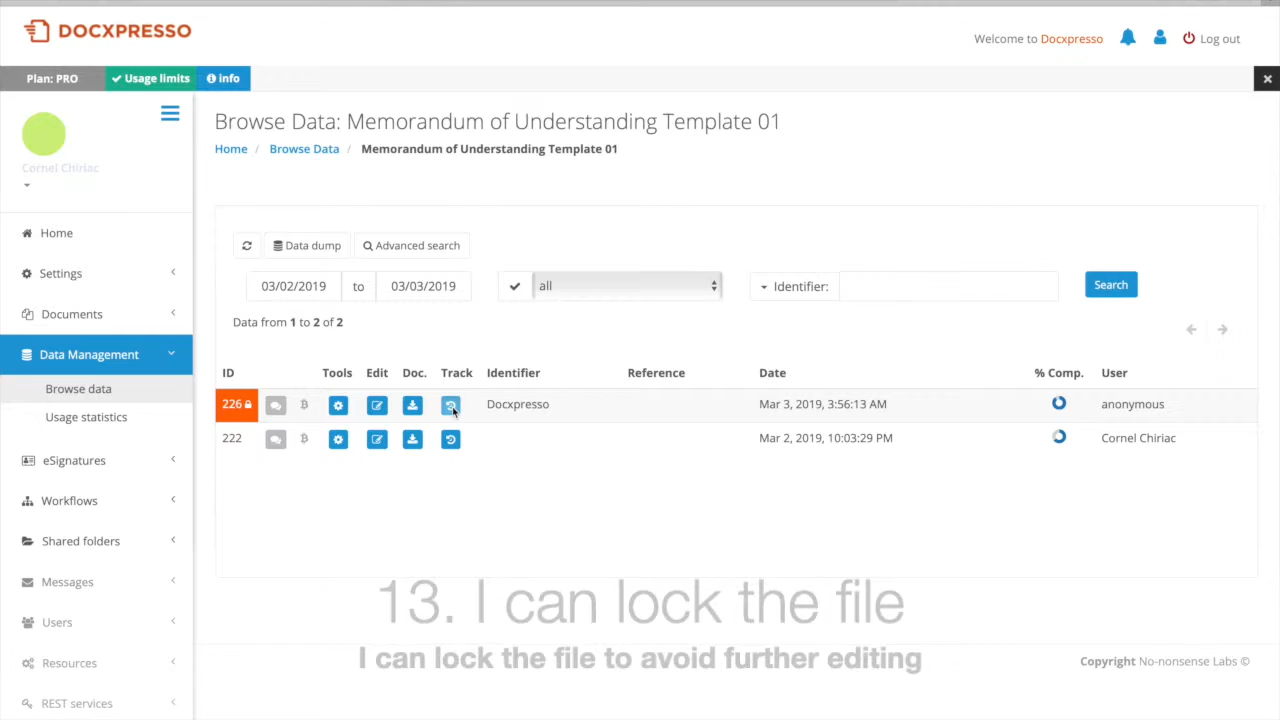 DOCXPRESSO
Welcome to Docxpresso
Log out
Plan: PRO
Usage limits
info
Cornel Chiriac
Home
Settings
Documents
Data Management
Browse data
Usage statistics
eSignatures
Workflows
Shared folders
Messages
Users
Resources
REST services
Browse Data: Memorandum of Understanding Template 01
Home / Browse Data / Memorandum of Understanding Template 01
Data dump
Advanced search
03/02/2019 to 03/03/2019
all
Identifier:
Search
Data from 1 to 2 of 2
ID Tools Edit Doc. Track Identifier Reference Date % Comp. User
226 Docxpresso Mar 3, 2019, 3:56:13 AM anonymous
222 Mar 2, 2019, 10:03:29 PM Cornel Chiriac
13. I can lock the file
I can lock the file to avoid further editing
Copyright No-nonsense Labs ©